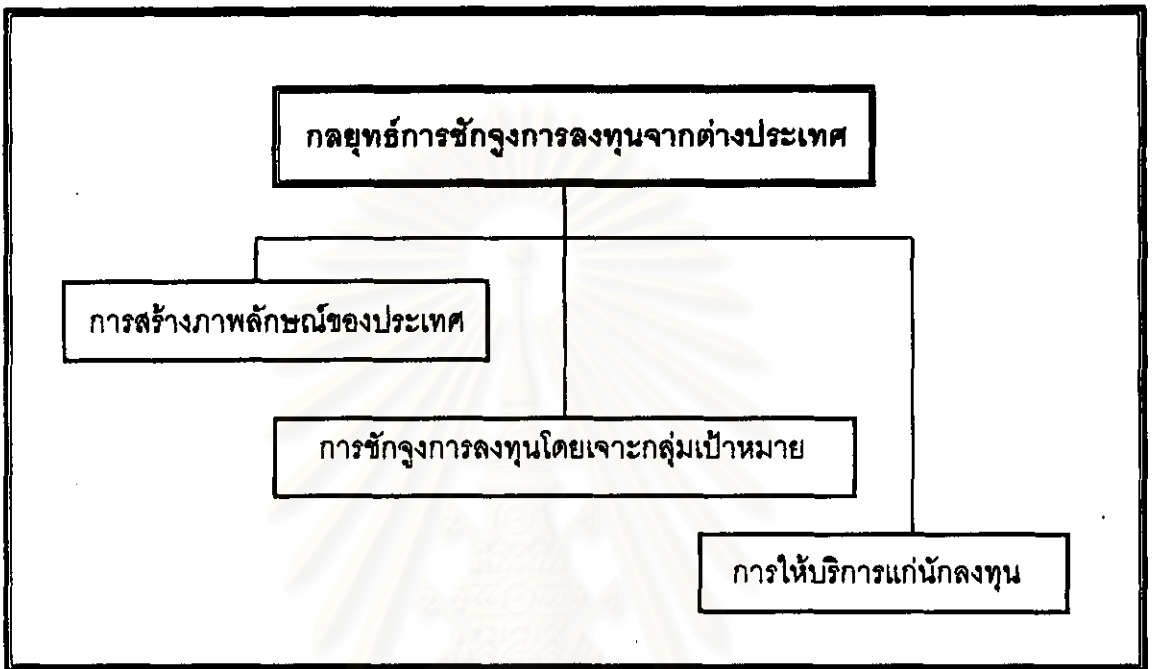 กลยุทธ์การชักจูงการลงทุนจากต่างประเทศ
การสร้างภาพลักษณ์ของประเทศ
การชักจูงการลงทุนโดยเจาะกลุ่มเป้าหมาย
การให้บริการแก่นักลงทุน